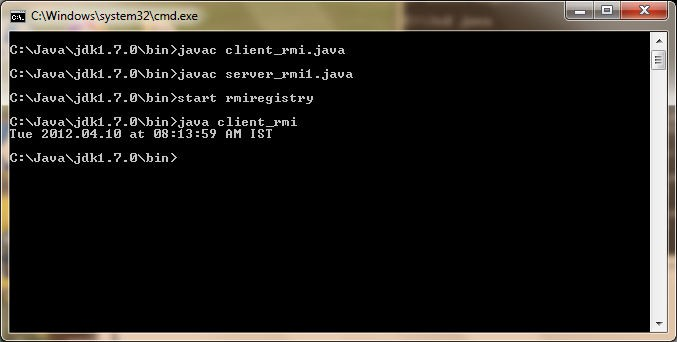 C:\Windows\system32\cmd.exe
C:\Java\jdk1.7.0\bin>javac client_rmi.java
C:\Java\jdk1.7.0\bin>javac server_rmi1.java
C:\Java\jdk1.7.0\bin>start rmiregistry
C:\Java\jdk1.7.0\bin>java client_rmi
Tue 2012.04.10 at 08:13:59 AM IST
C:\Java\jdk1.7.0\bin>